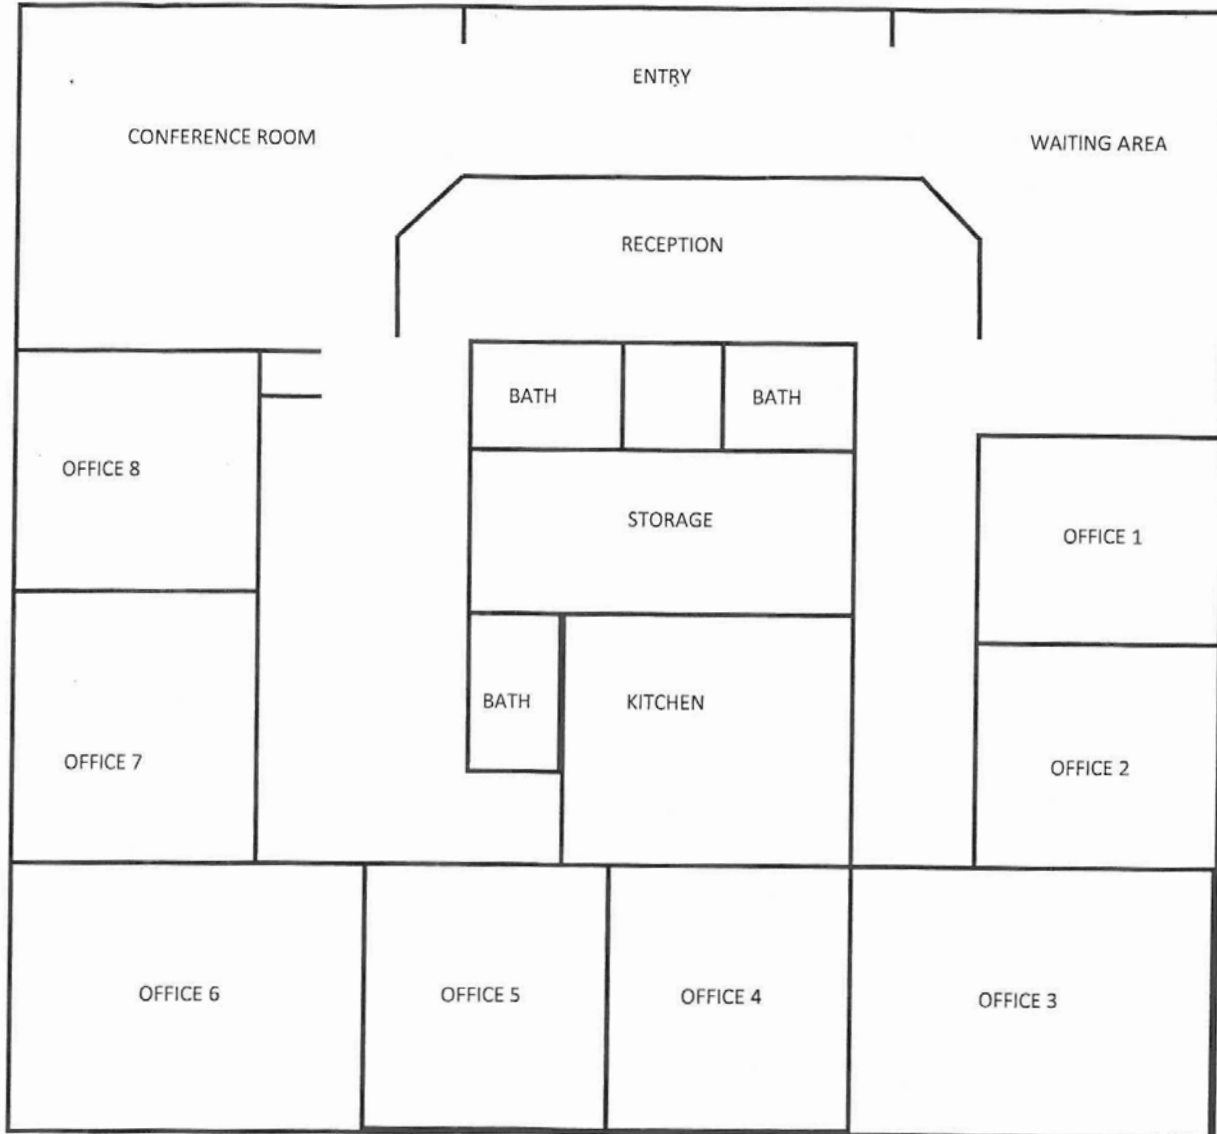 ENTRY
CONFERENCE ROOM
WAITING AREA
RECEPTION
BATH
BATH
OFFICE 8
STORAGE
OFFICE 1
BATH
KITCHEN
OFFICE 7
OFFICE 2
OFFICE 6
OFFICE 5
OFFICE 4
OFFICE 3